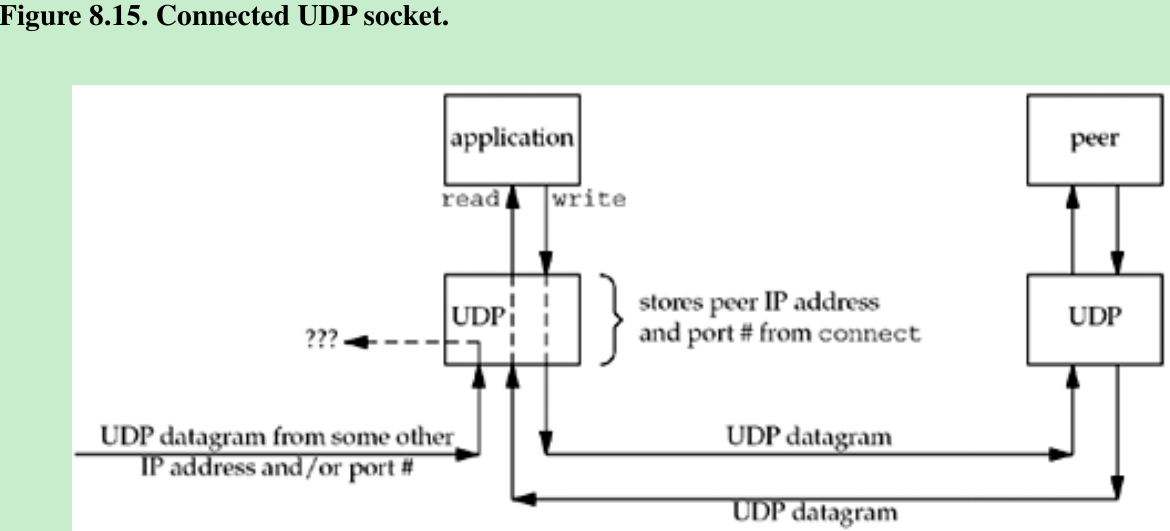 Figure 8.15. Connected UDP socket.
application
peer
read
write
UDP
stores peer IP address
and port # from connect
UDP
???
UDP datagram from some other
IP address and/or port #
UDP datagram
UDP datagram